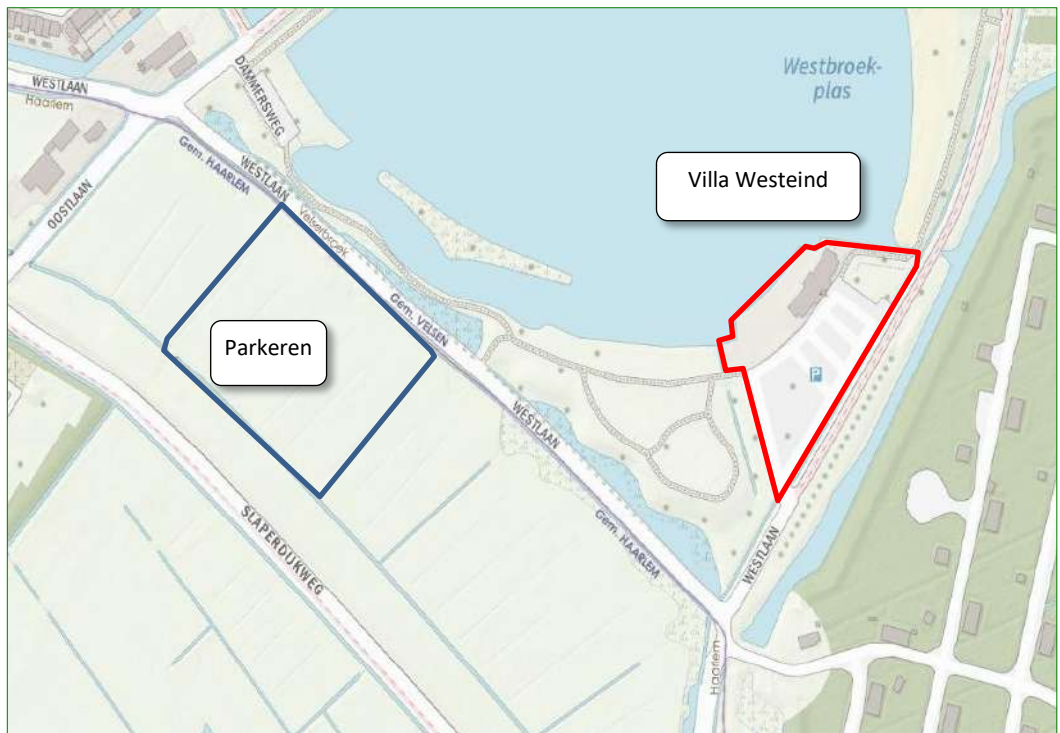 Westbroek-
plas
DAMMERSWEG
WESTLAAN
Haarlem
Gem. HAARLEM
WESTLAAN
Velserbroek
OOSTLAAN
Villa Westeind
Parkeren
Gem. VELSEN
P
WESTLAAN
SLAPERDIJKWEG
Gem. HAARLEM
WESTLAAN
Haarlem